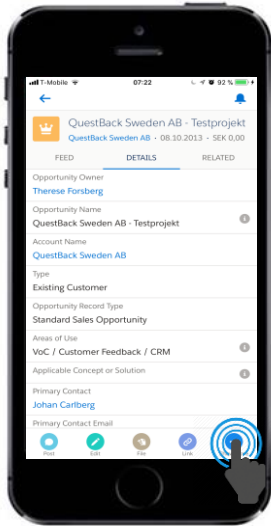 T-Mobile 07:22 92 %
QuestBack Sweden AB - Testprojekt
QuestBack Sweden AB · 08.10.2013 · SEK 0,00
FEED DETAILS RELATED
Opportunity Owner
Therese Forsberg
Opportunity Name
QuestBack Sweden AB - Testprojekt
Account Name
QuestBack Sweden AB
Type
Existing Customer
Opportunity Record Type
Standard Sales Opportunity
Areas of Use
VoC / Customer Feedback / CRM
Applicable Concept or Solution
Primary Contact
Johan Carlberg
Primary Contact Email
Post Edit File Link